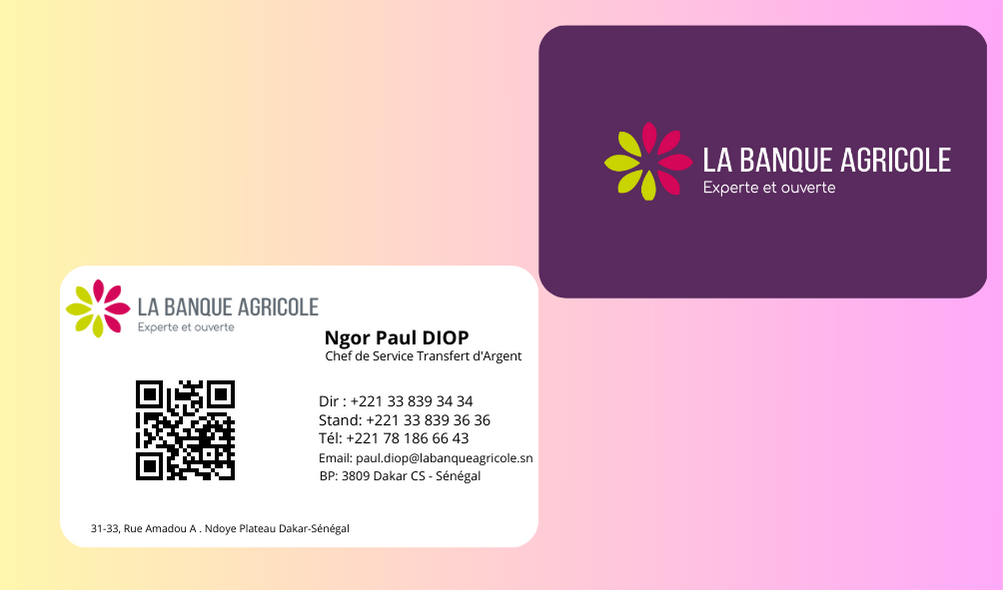 LA BANQUE AGRICOLE
Experte et ouverte
LA BANQUE AGRICOLE
Experte et ouverte
Ngor Paul DIOP
Chef de Service Transfert d'Argent
Dir : +221 33 839 34 34
Stand: +221 33 839 36 36
Tél: +221 78 186 66 43
Email: paul.diop@labanqueagricole.sn
BP: 3809 Dakar CS - Sénégal
31-33, Rue Amadou A . Ndoye Plateau Dakar-Sénégal